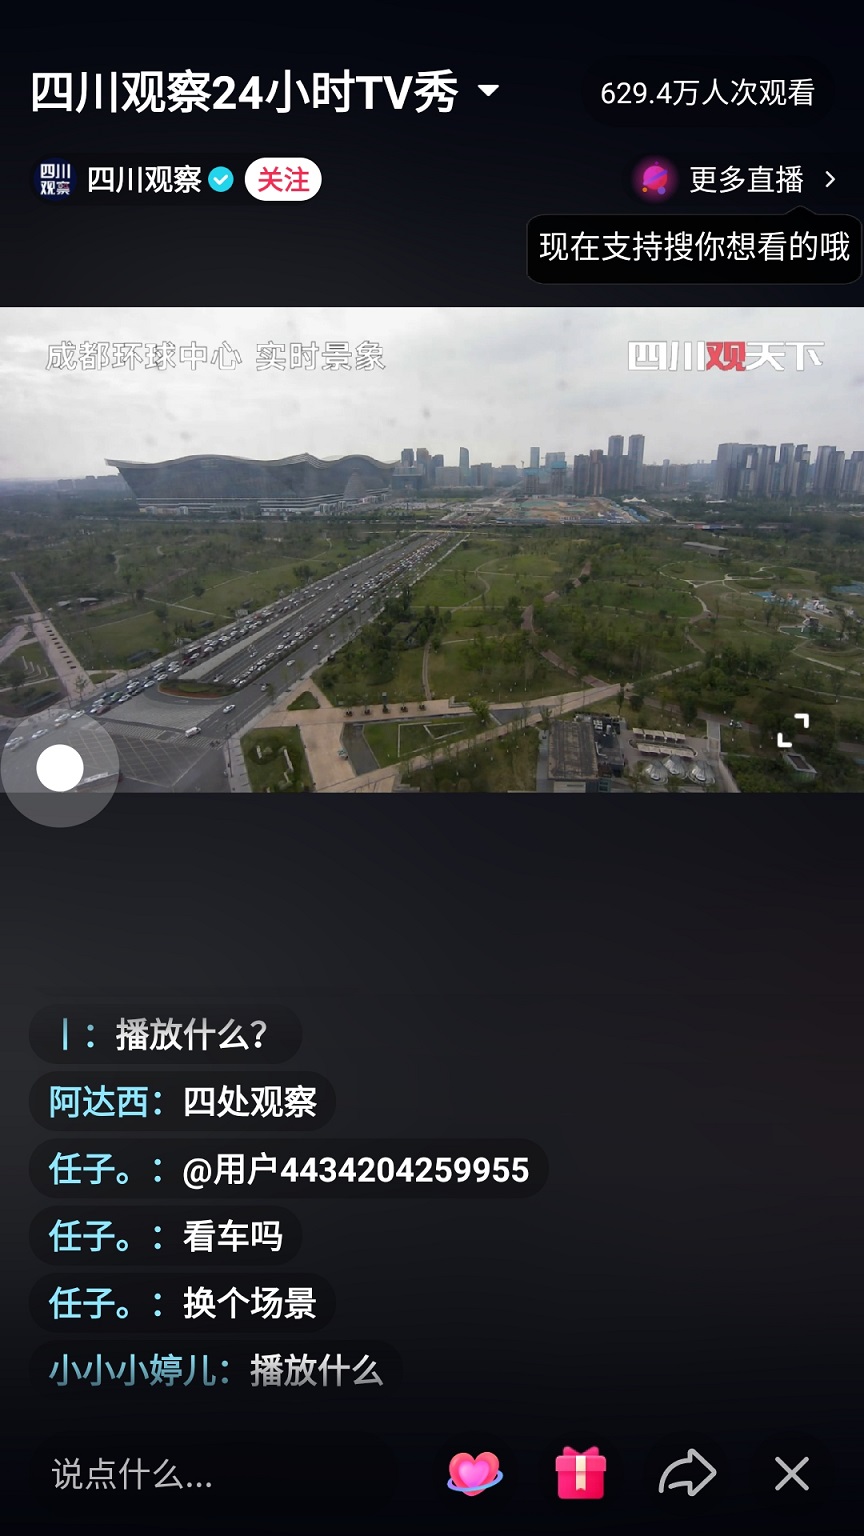 四川观察24小时TV秀
629.4万人次观看
四川观察
四川观察
关注
更多直播
现在支持搜你想看的哦
成都环球中心 实时景象
四川观天下
丨：播放什么？
阿达西：四处观察
任子。：@用户4434204259955
任子。：看车吗
任子。：换个场景
小小小婷儿：播放什么
说点什么...